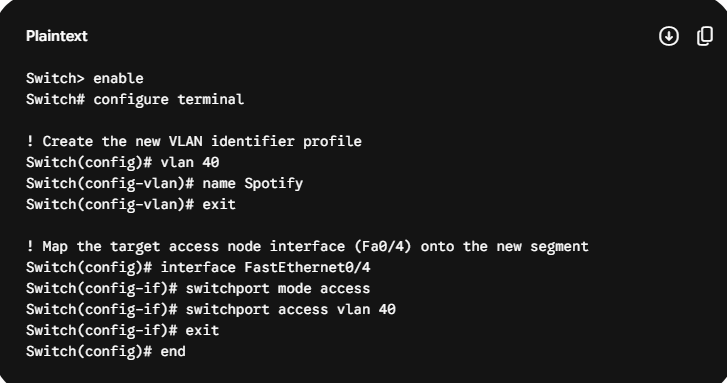 Plaintext
Switch> enable
Switch# configure terminal
! Create the new VLAN identifier profile
Switch(config)# vlan 40
Switch(config-vlan)# name Spotify
Switch(config-vlan)# exit
! Map the target access node interface (Fa0/4) onto the new segment
Switch(config)# interface FastEthernet0/4
Switch(config-if)# switchport mode access
Switch(config-if)# switchport access vlan 40
Switch(config-if)# exit
Switch(config)# end